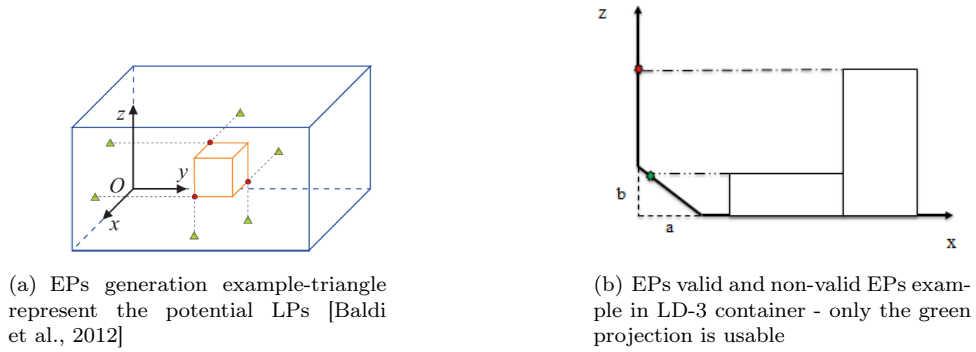 z
y
O
x
(a) EPs generation example-triangle
represent the potential LPs [Baldi
et al., 2012]
z
b
a
x
(b) EPs valid and non-valid EPs exam-
ple in LD-3 container - only the green
projection is usable